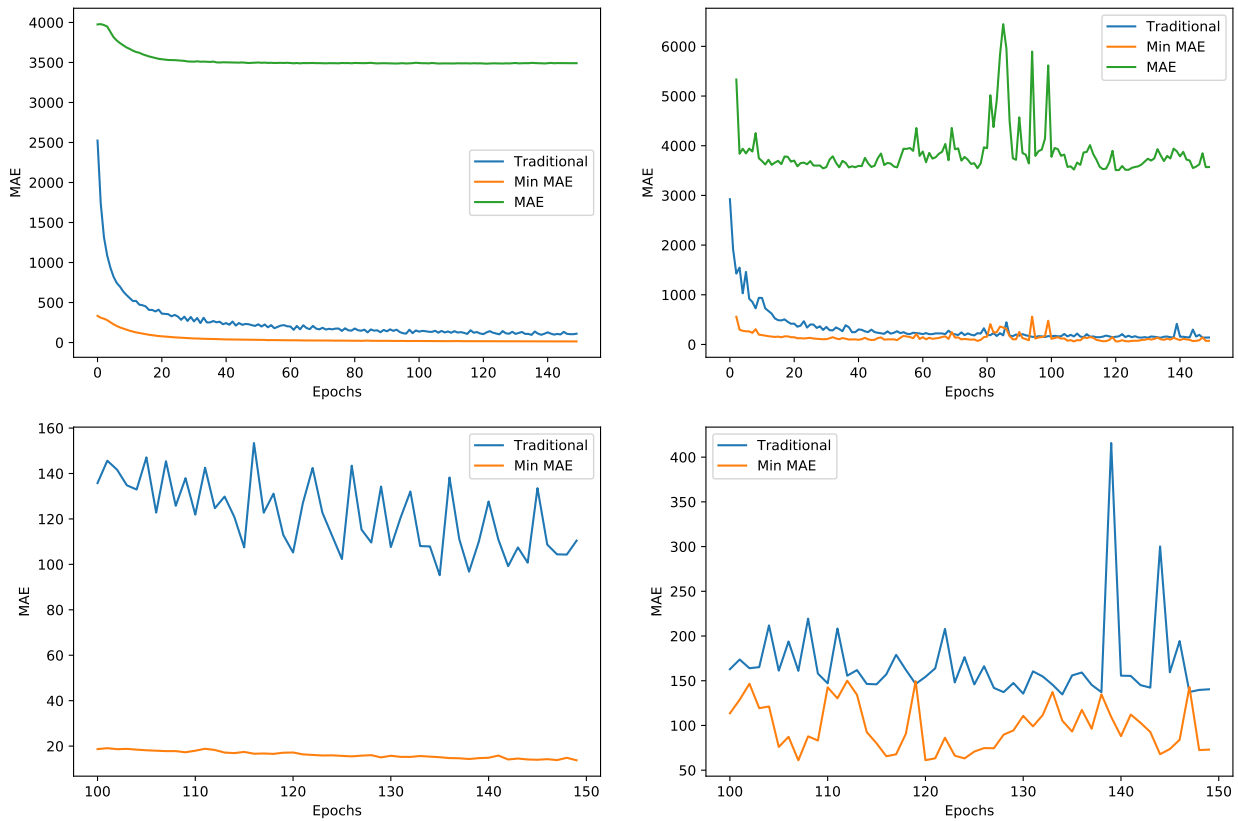 4000
3500
3000
2500
2000
1500
1000
500
0
MAE
0 20 40 60 80 100 120 140
Epochs
Traditional
Min MAE
MAE
6000
5000
4000
3000
2000
1000
0
MAE
0 20 40 60 80 100 120 140
Epochs
Traditional
Min MAE
MAE
160
140
120
100
80
60
40
20
MAE
100 110 120 130 140 150
Epochs
Traditional
Min MAE
400
350
300
250
200
150
100
50
MAE
100 110 120 130 140 150
Epochs
Traditional
Min MAE